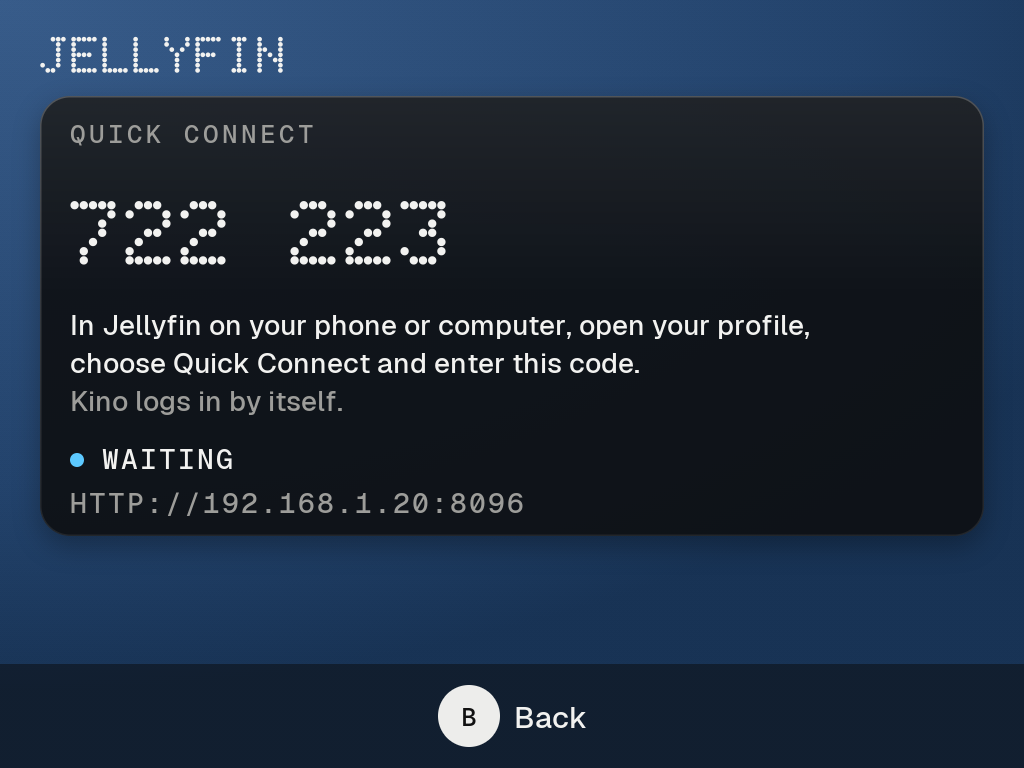 JELLYFIN
QUICK CONNECT
722 223
In Jellyfin on your phone or computer, open your profile,
choose Quick Connect and enter this code.
Kino logs in by itself.
WAITING
HTTP://192.168.1.20:8096
B Back